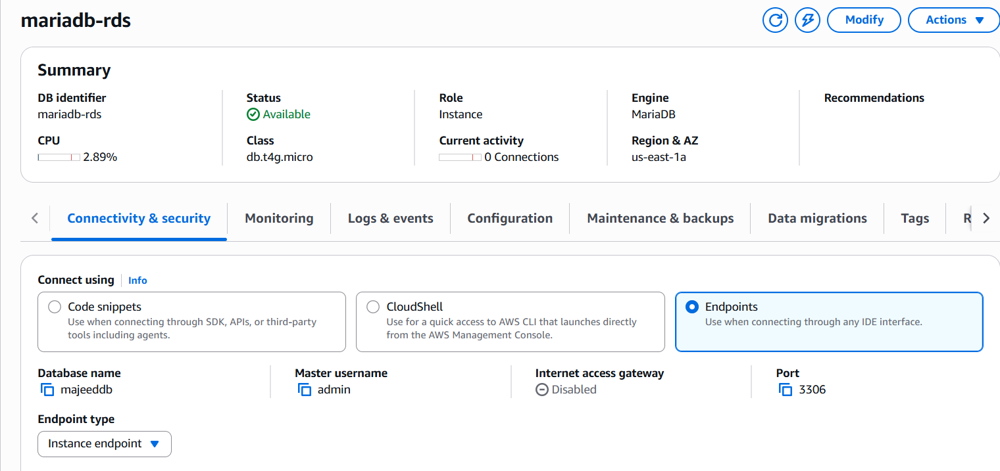 mariadb-rds
Modify
Actions
Summary
DB identifier
mariadb-rds
Status
Available
Role
Instance
Engine
MariaDB
Recommendations
CPU
2.89%
Class
db.t4g.micro
Current activity
0 Connections
Region & AZ
us-east-1a
Connectivity & security
Monitoring
Logs & events
Configuration
Maintenance & backups
Data migrations
Tags
Connect using
Info
Code snippets
Use when connecting through SDK, APIs, or third-party
tools including agents.
CloudShell
Use for a quick access to AWS CLI that launches directly
from the AWS Management Console.
Endpoints
Use when connecting through any IDE interface.
Database name
majeeddb
Master username
admin
Internet access gateway
Disabled
Port
3306
Endpoint type
Instance endpoint